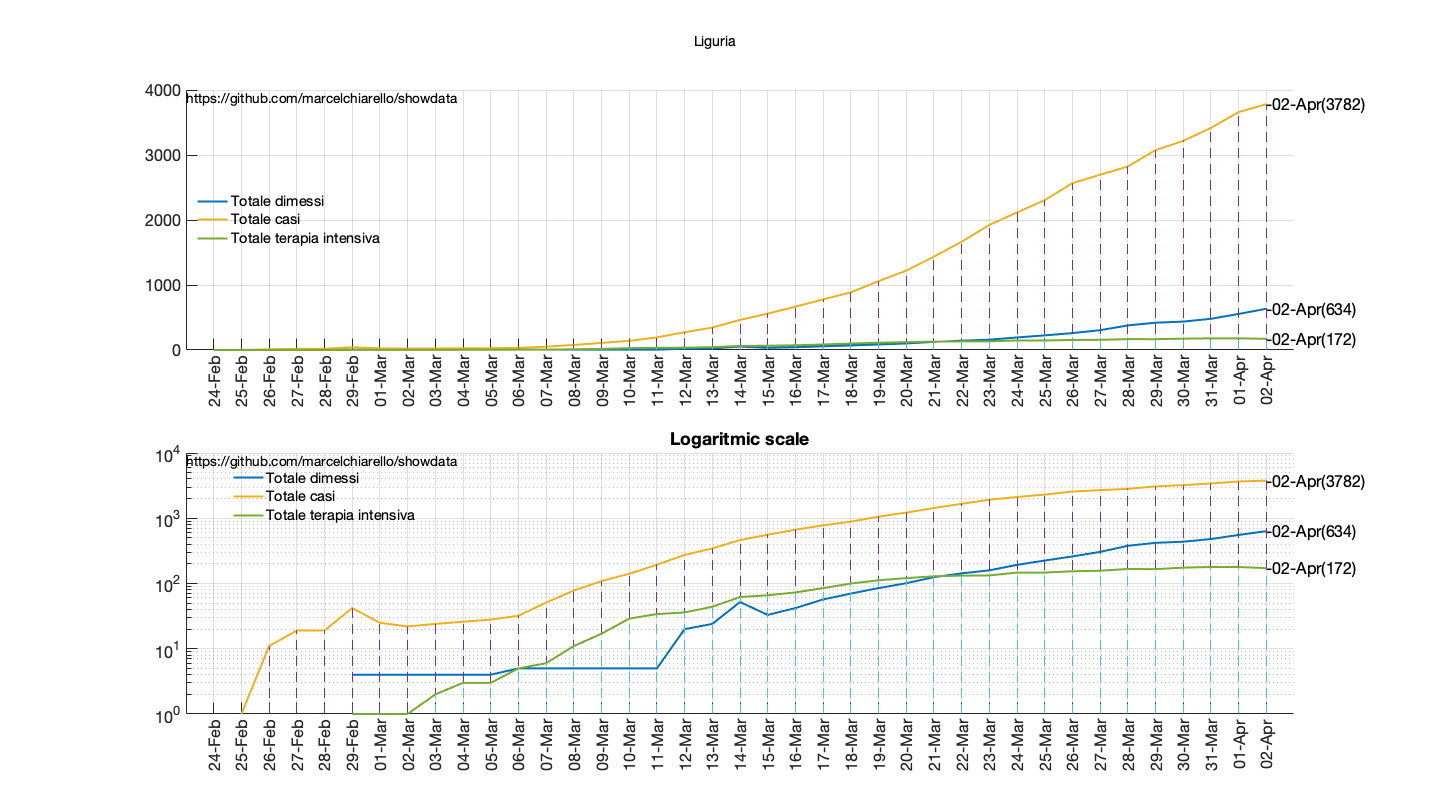 Liguria
4000
https://github.com/marcelchiarello/showdata
02-Apr(3782)
3000
Totale dimessi
2000
Totale casi
Totale terapia intensiva
1000
02-Apr(634)
02-Apr(172)
0
24-Feb
25-Feb
26-Feb
27-Feb
28-Feb
29-Feb
01-Mar
02-Mar
03-Mar
04-Mar
05-Mar
06-Mar
07-Mar
08-Mar
09-Mar
10-Mar
11-Mar
12-Mar
13-Mar
14-Mar
15-Mar
16-Mar
17-Mar
18-Mar
19-Mar
20-Mar
21-Mar
22-Mar
23-Mar
24-Mar
25-Mar
26-Mar
27-Mar
28-Mar
29-Mar
30-Mar
31-Mar
01-Apr
02-Apr
Logaritmic scale
10^4
https://github.com/marcelchiarello/showdata
Totale dimessi
02-Apr(3782)
Totale casi
10^3
Totale terapia intensiva
02-Apr(634)
10^2
02-Apr(172)
10^1
10^0
24-Feb
25-Feb
26-Feb
27-Feb
28-Feb
29-Feb
01-Mar
02-Mar
03-Mar
04-Mar
05-Mar
06-Mar
07-Mar
08-Mar
09-Mar
10-Mar
11-Mar
12-Mar
13-Mar
14-Mar
15-Mar
16-Mar
17-Mar
18-Mar
19-Mar
20-Mar
21-Mar
22-Mar
23-Mar
24-Mar
25-Mar
26-Mar
27-Mar
28-Mar
29-Mar
30-Mar
31-Mar
01-Apr
02-Apr